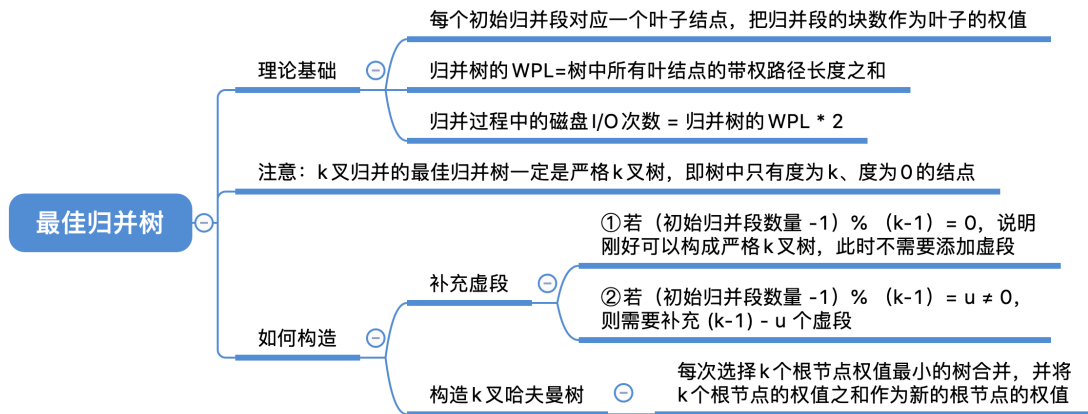 每个初始归并段对应一个叶子结点，把归并段的块数作为叶子的权值
理论基础
归并树的WPL=树中所有叶结点的带权路径长度之和
归并过程中的磁盘I/O次数 = 归并树的WPL * 2
注意：k叉归并的最佳归并树一定是严格k叉树，即树中只有度为k、度为0的结点
最佳归并树
①若（初始归并段数量 -1）% （k-1）= 0，说明
刚好可以构成严格k叉树，此时不需要添加虚段
补充虚段
②若（初始归并段数量 -1）% （k-1）= u ≠ 0，
则需要补充 (k-1) - u 个虚段
如何构造
每次选择k个根节点权值最小的树合并，并将
k个根节点的权值之和作为新的根节点的权值
构造k叉哈夫曼树